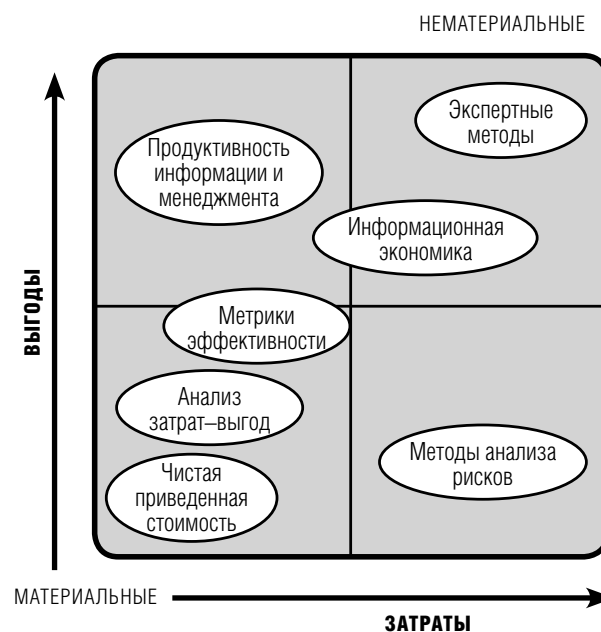 НЕМАТЕРИАЛЬНЫЕ
Экспертные
методы
Продуктивность
информации и
менеджмента
Информационная
экономика
ВЫГОДЫ
Метрики
эффективности
Анализ
затрат–выгод
Методы анализа
рисков
Чистая
приведенная
стоимость
МАТЕРИАЛЬНЫЕ
ЗАТРАТЫ